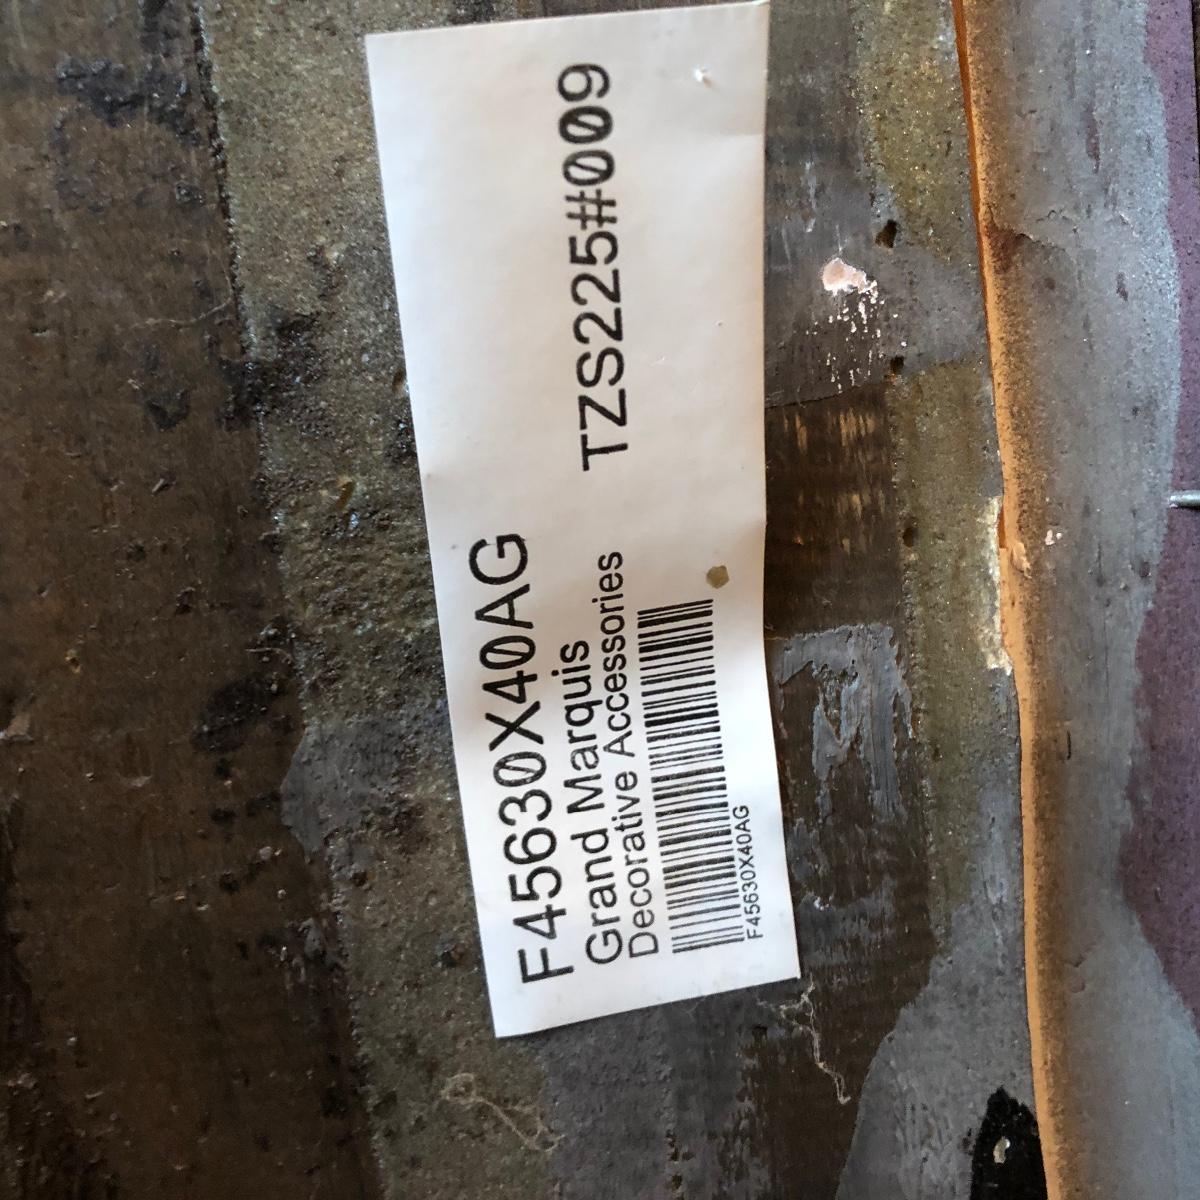 F45630X40AG
Grand Marquis
Decorative Accessories TZS225#009
F45630X40AG